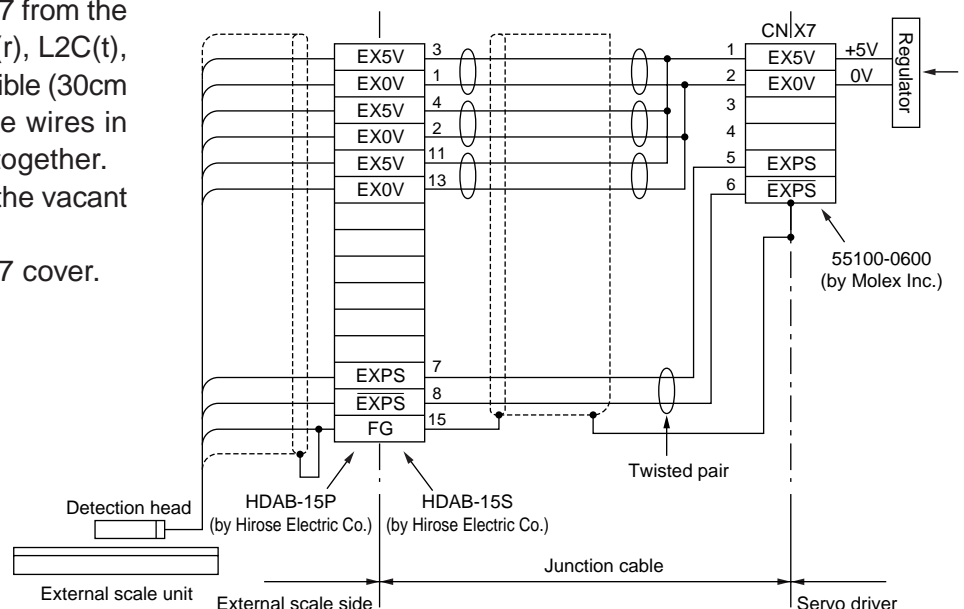 7 from the
(r), L2C(t),
ible (30cm
e wires in
together.
the vacant
7 cover.
CN X7
EX5V 3
EX0V 1
EX5V 4
EX0V 2
EX5V 11
EX0V 13
EXPS 7
EXPS 8
FG 15
1 EX5V +5V
2 EX0V 0V
3
4
5 EXPS
6 EXPS
Regulator
55100-0600
(by Molex Inc.)
Twisted pair
HDAB-15P
(by Hirose Electric Co.)
HDAB-15S
(by Hirose Electric Co.)
Detection head
External scale unit
External scale side
Junction cable
Servo driver